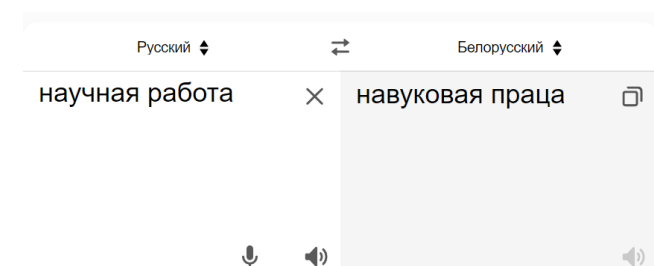 Русский Белорусский
научная работа навуковая праца